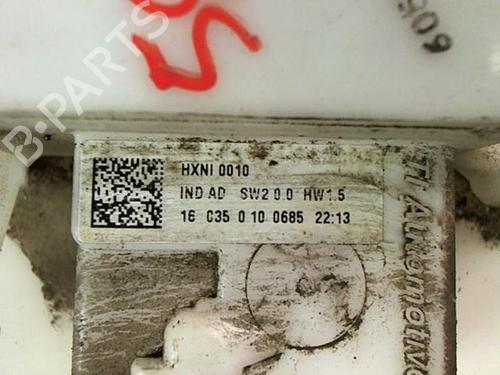 B-PARTS
HXNI 0010
IND AD SW2 0.0 HW1.5
16 035 0 10 0685 22:13
TI Automotive